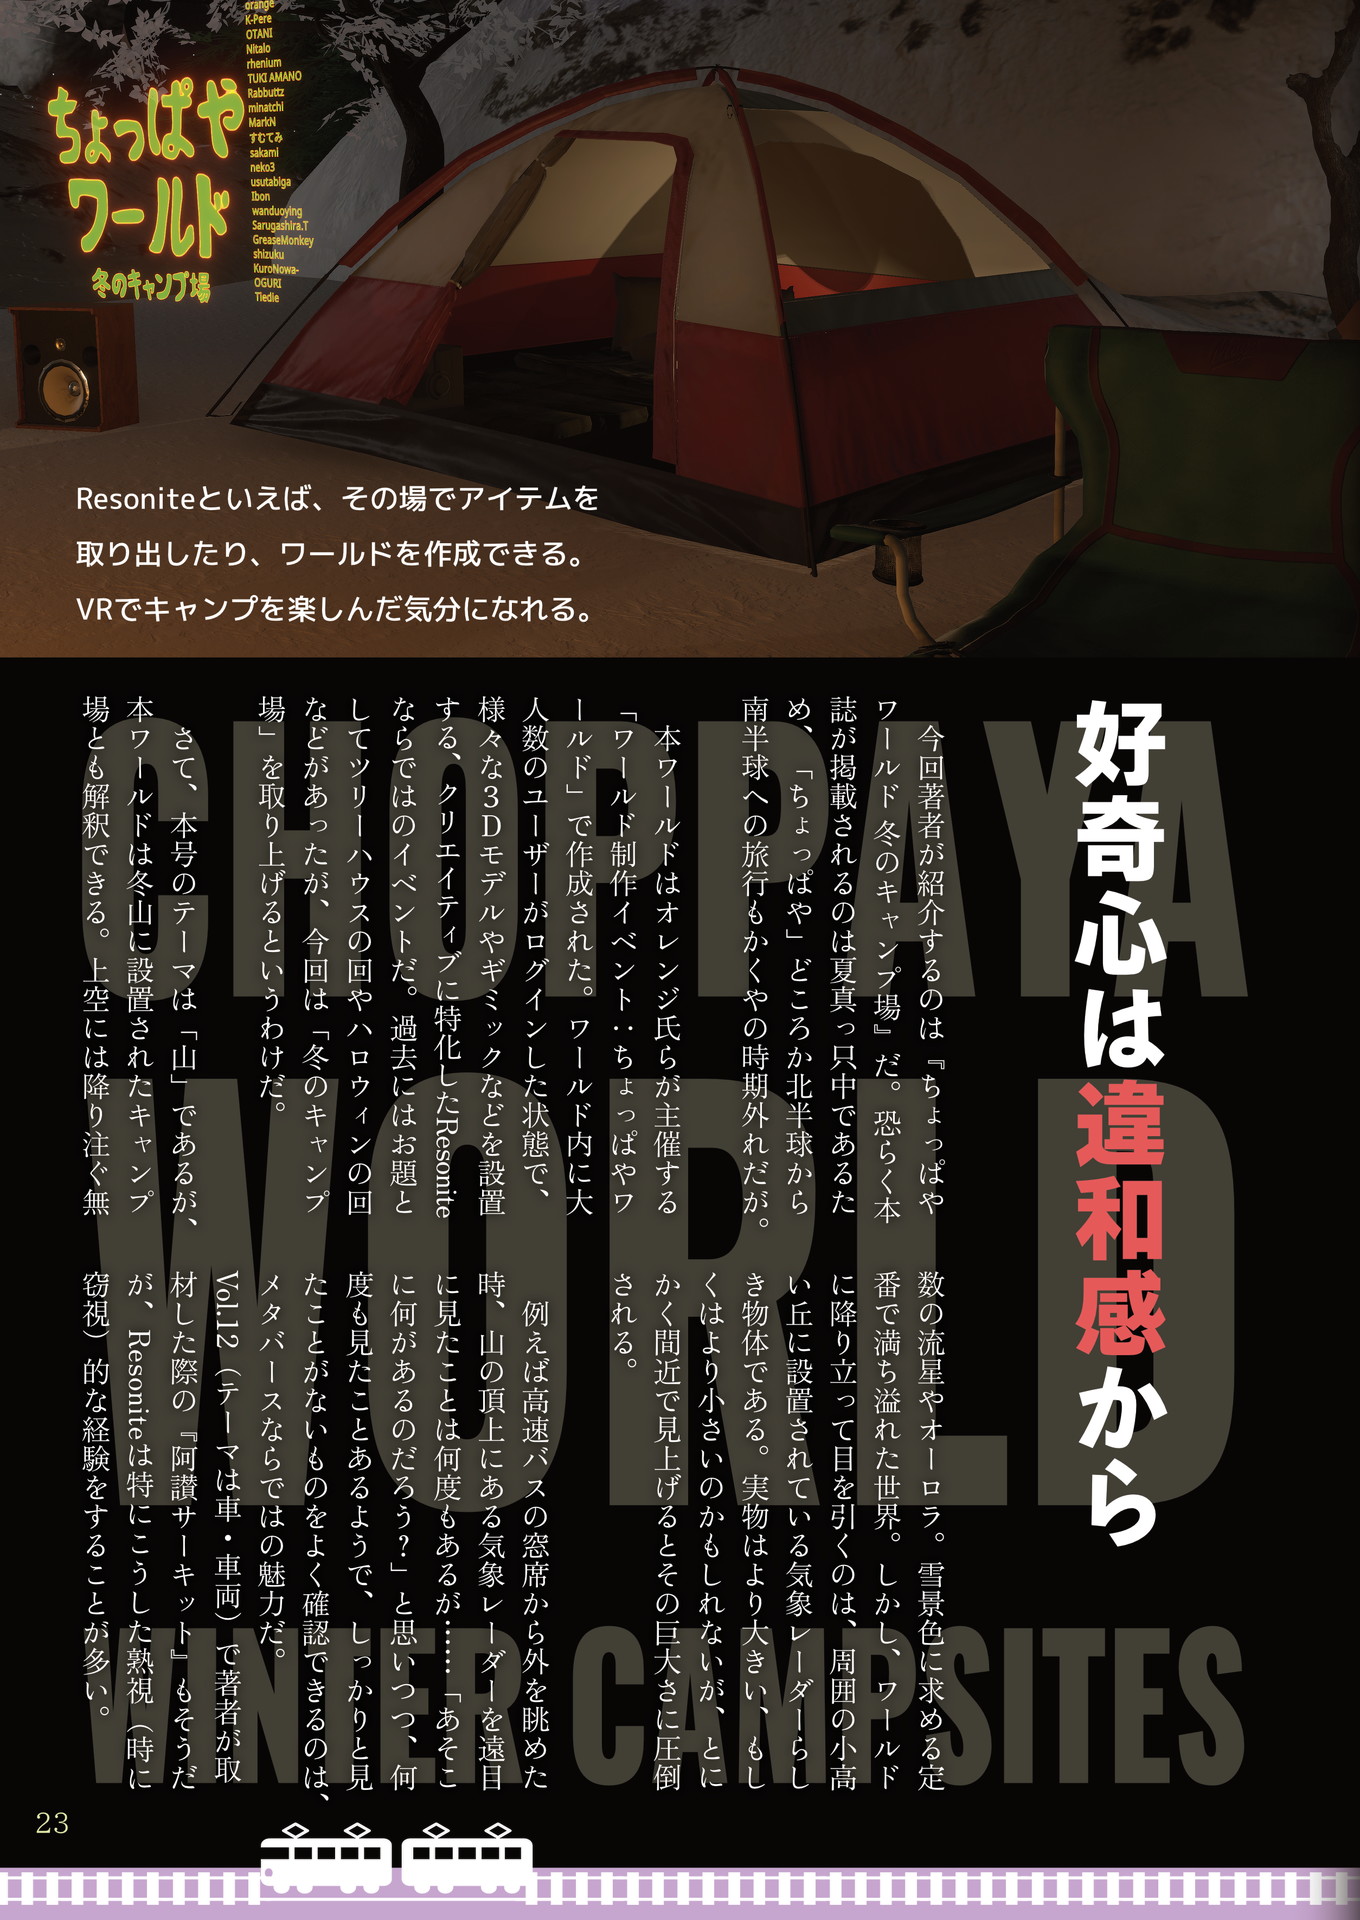 ちょっぱや
ワールド
冬のキャンプ場
orange
K-Pere
OTANI
Nitalo
rhenium
TUKI AMANO
Rabbuttz
minatchi
MarkN
すむてみ
sakami
neko3
usutabiga
Ibon
wanduoying
Sarugashira.T
GreaseMonkey
shizuku
KuroNowa-
OGURI
Tiedie
Resoniteといえば、その場でアイテムを
取り出したり、ワールドを作成できる。
VRでキャンプを楽しんだ気分になれる。
CHOPPAYA
WORLD
WINTER CAMPSITES
好奇心は違和感から
今回著者が紹介するのは『ちょっぱや
ワールド 冬のキャンプ場』だ。恐らく本
誌が掲載されるのは夏真っ只中であるた
め、「ちょっぱや」どころか北半球から
南半球への旅行もかくやの時期外れだが。
本ワールドはオレンジ氏らが主催する
「ワールド制作イベント：ちょっぱやワ
ールド」で作成された。ワールド内に大
人数のユーザーがログインした状態で、
様々な3Dモデルやギミックなどを設置
する、クリエイティブに特化したResonite
ならではのイベントだ。過去にはお題と
してツリーハウスの回やハロウィンの回
などがあったが、今回は「冬のキャンプ
場」を取り上げるというわけだ。
さて、本号のテーマは「山」であるが、
本ワールドは冬山に設置されたキャンプ
場とも解釈できる。上空には降り注ぐ無
数の流星やオーロラ。雪景色に求める定
番で満ち溢れた世界。しかし、ワールド
に降り立って目を引くのは、周囲の小高
い丘に設置されている気象レーダーらし
き物体である。実物はより大きい、もし
くはより小さいのかもしれないが、とに
かく間近で見上げるとその巨大さに圧倒
される。
例えば高速バスの窓席から外を眺めた
時、山の頂上にある気象レーダーを遠目
に見たことは何度もあるが……「あそこ
に何があるのだろう？」と思いつつ、何
度も見たことあるようで、しっかりと見
たことがないものをよく確認できるのは、
メタバースならではの魅力だ。
Vol.12（テーマは車・車両）で著者が取
材した際の『阿讃サーキット』もそうだ
が、Resoniteは特にこうした熟視（時に
窃視）的な経験をすることが多い。
23